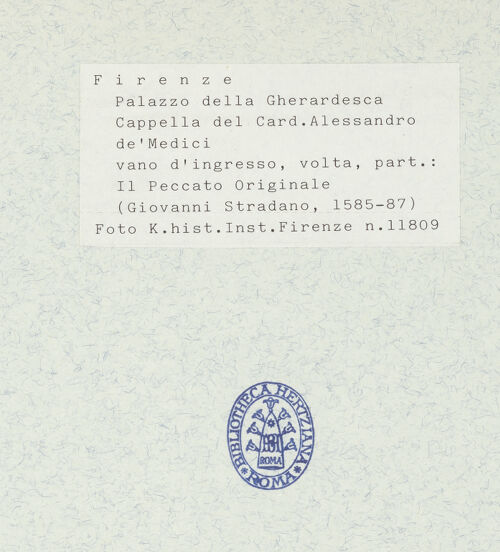 F i r e n z e
Palazzo della Gherardesca
Cappella del Card.Alessandro
de'Medici
vano d'ingresso, volta, part.:
Il Peccato Originale
(Giovanni Stradano, 1585-87)
Foto K.hist.Inst.Firenze n.11809
*BIBLIOTHECA HERTZIANA*
ROMA
ROMA